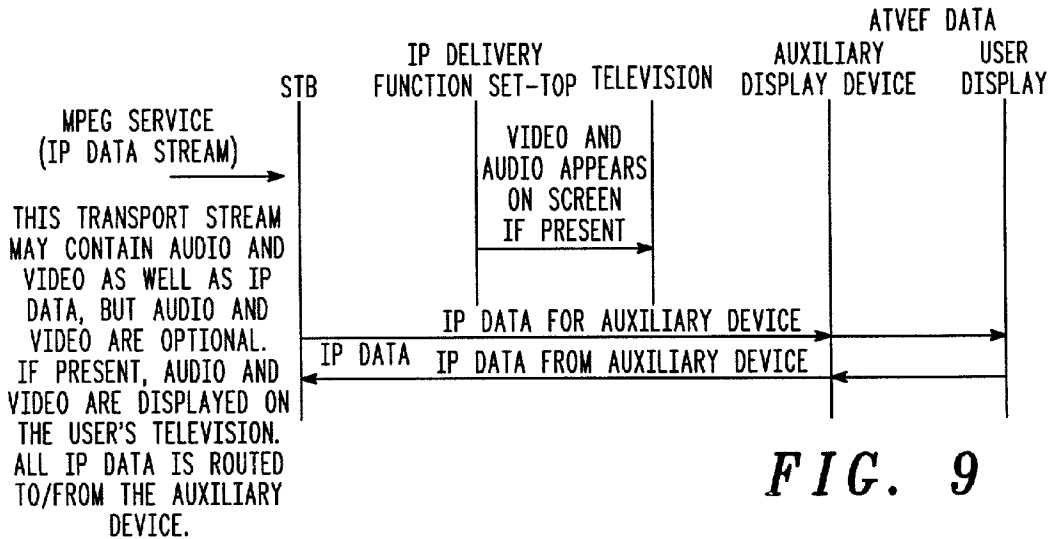 ATVEF DATA
STB
IP DELIVERY
FUNCTION SET-TOP
TELEVISION
AUXILIARY
DISPLAY DEVICE
USER
DISPLAY
MPEG SERVICE
(IP DATA STREAM)
THIS TRANSPORT STREAM
MAY CONTAIN AUDIO AND
VIDEO AS WELL AS IP
DATA, BUT AUDIO AND
VIDEO ARE OPTIONAL.
IF PRESENT, AUDIO AND
VIDEO ARE DISPLAYED ON
THE USER'S TELEVISION.
ALL IP DATA IS ROUTED
TO/FROM THE AUXILIARY
DEVICE.
VIDEO AND
AUDIO APPEARS
ON SCREEN
IF PRESENT
IP DATA FOR AUXILIARY DEVICE
IP DATA
IP DATA FROM AUXILIARY DEVICE
FIG. 9